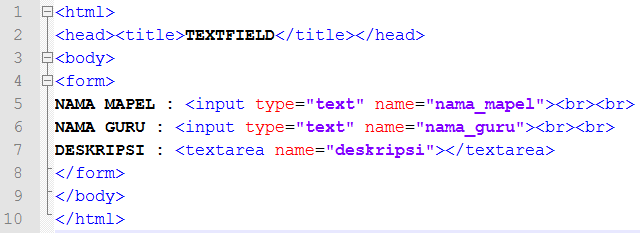 1 <html>
2 <head><title>TEXTFIELD</title></head>
3 <body>
4 <form>
5 NAMA MAPEL : <input type="text" name="nama_mapel"><br><br>
6 NAMA GURU : <input type="text" name="nama_guru"><br><br>
7 DESKRIPSI : <textarea name="deskripsi"></textarea>
8 </form>
9 </body>
10 </html>